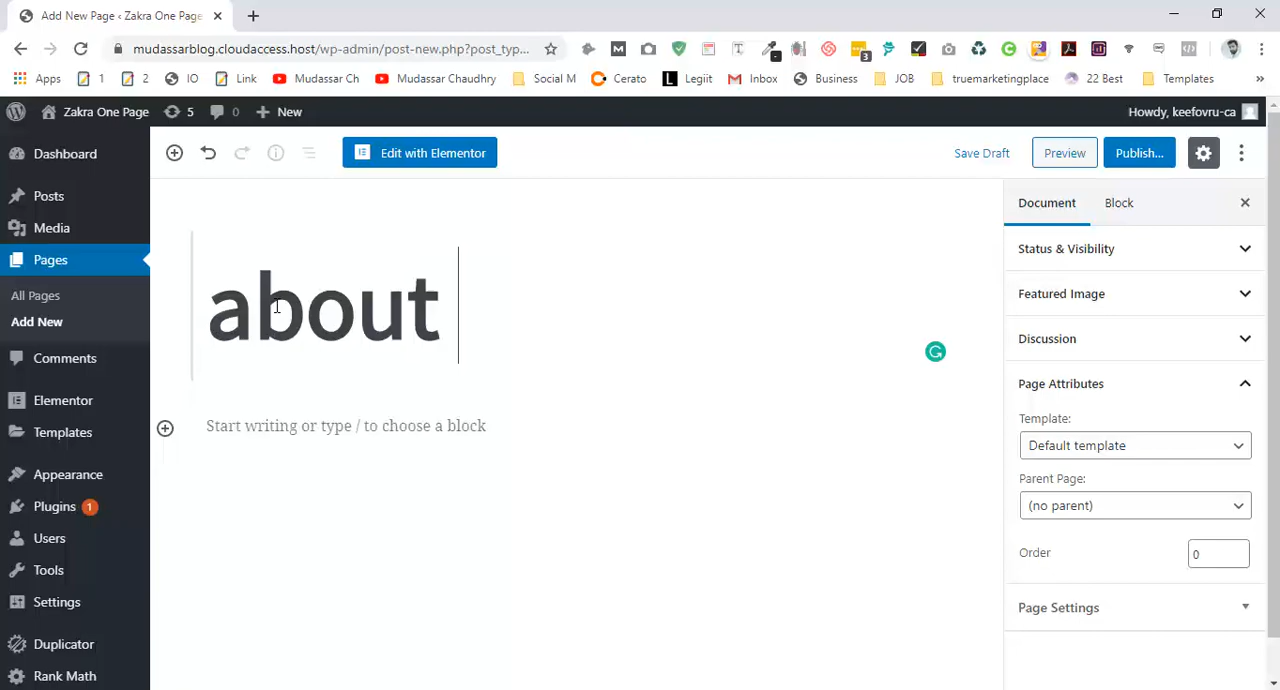 Add New Page ‹ Zakra One Page
mudassarblog.cloudaccess.host/wp-admin/post-new.php?post_typ...
Apps 1 2 IO Link Mudassar Ch Mudassar Chaudhry Social M Cerato Legiit Inbox Business JOB truemarketingplace 22 Best Templates »
Zakra One Page 5 0 + New Howdy, keefovru-ca
Edit with Elementor Save Draft Preview Publish...
Dashboard
Posts
Media
Pages
All Pages
Add New
Comments
Elementor
Templates
Appearance
Plugins 1
Users
Tools
Settings
Duplicator
Rank Math
about
Start writing or type / to choose a block
Document Block
Status & Visibility
Featured Image
Discussion
Page Attributes
Template:
Default template
Parent Page:
(no parent)
Order 0
Page Settings